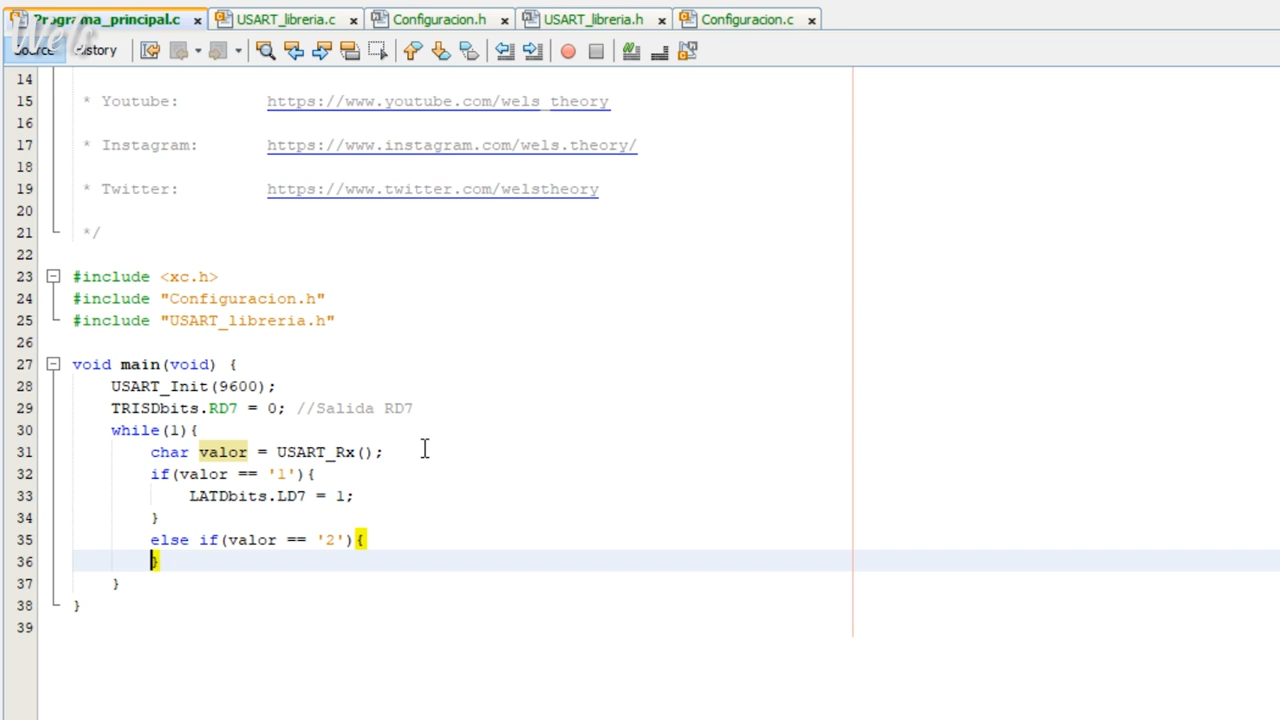 Programa_principal.c USART_libreria.c Configuracion.h USART_libreria.h Configuracion.c
Wels
Source History
14
15 * Youtube: https://www.youtube.com/wels_theory
16
17 * Instagram: https://www.instagram.com/wels.theory/
18
19 * Twitter: https://www.twitter.com/welstheory
20
21 */
22
23 #include <xc.h>
24 #include "Configuracion.h"
25 #include "USART_libreria.h"
26
27 void main(void) {
28 USART_Init(9600);
29 TRISDbits.RD7 = 0; //Salida RD7
30 while(1){
31 char valor = USART_Rx();
32 if(valor == '1'){
33 LATDbits.LD7 = 1;
34 }
35 else if(valor == '2'){
36 }
37 }
38 }
39